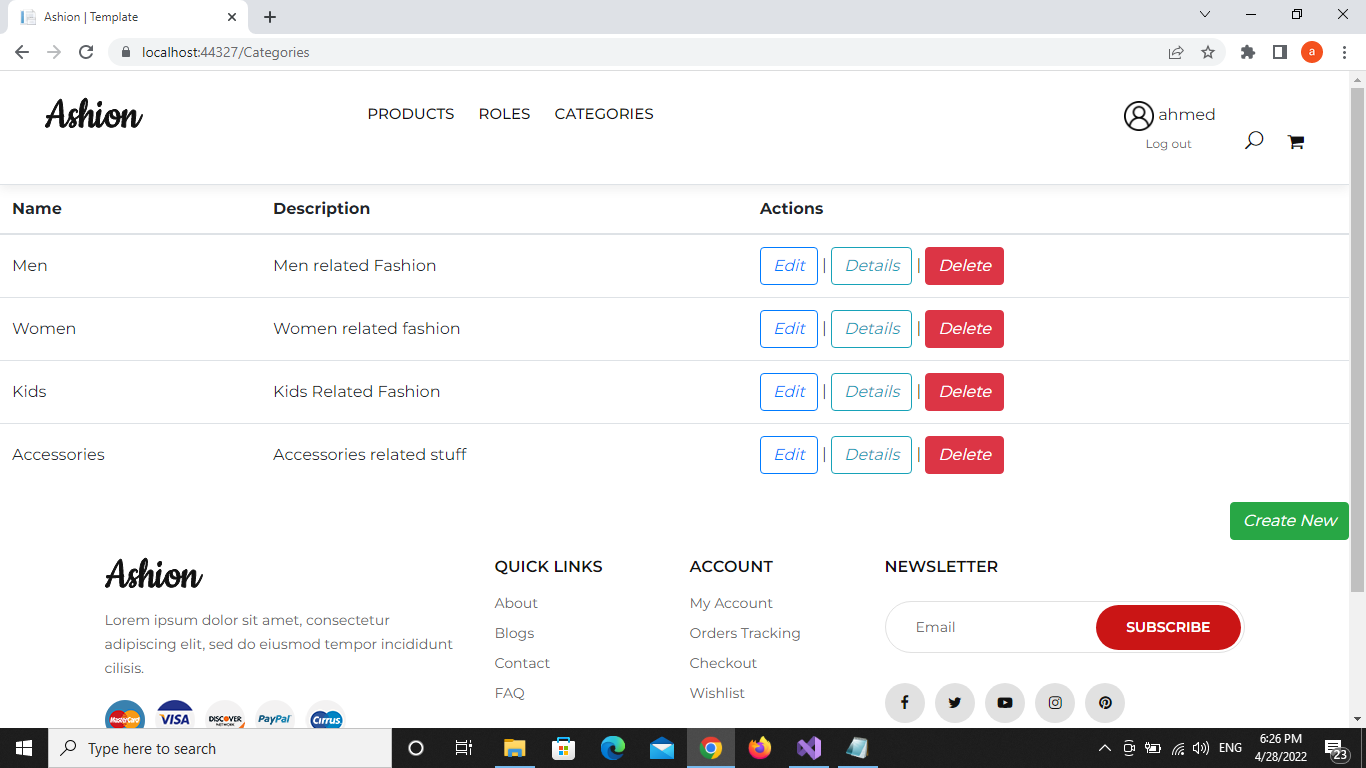 Ashion | Template
localhost:44327/Categories
a
Ashion
PRODUCTS ROLES CATEGORIES
ahmed
Log out
Name Description Actions
Men Men related Fashion Edit | Details | Delete
Women Women related fashion Edit | Details | Delete
Kids Kids Related Fashion Edit | Details | Delete
Accessories Accessories related stuff Edit | Details | Delete
Create New
Ashion
Lorem ipsum dolor sit amet, consectetur
adipiscing elit, sed do eiusmod tempor incididunt
cilisis.
MasterCard VISA DISCOVER NETWORK PayPal Cirrus
QUICK LINKS
About
Blogs
Contact
FAQ
ACCOUNT
My Account
Orders Tracking
Checkout
Wishlist
NEWSLETTER
Email SUBSCRIBE
Type here to search
ENG
6:26 PM
4/28/2022
23